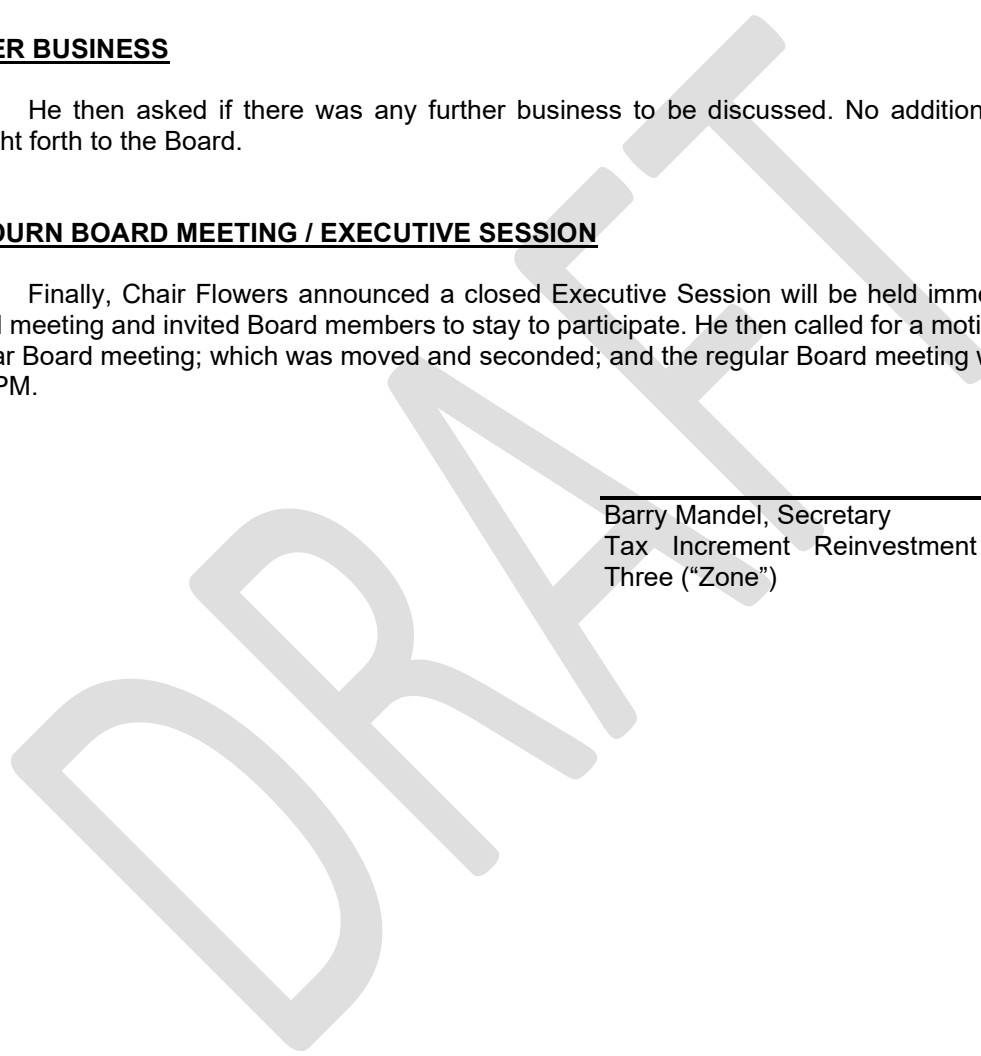 ER BUSINESS
He then asked if there was any further business to be discussed. No addition
ght forth to the Board.
OURN BOARD MEETING / EXECUTIVE SESSION
Finally, Chair Flowers announced a closed Executive Session will be held imme
meeting and invited Board members to stay to participate. He then called for a moti
ar Board meeting; which was moved and seconded; and the regular Board meeting w
PM.
Barry Mandel, Secretary
Tax Increment Reinvestment
Three (“Zone”)
DRAFT